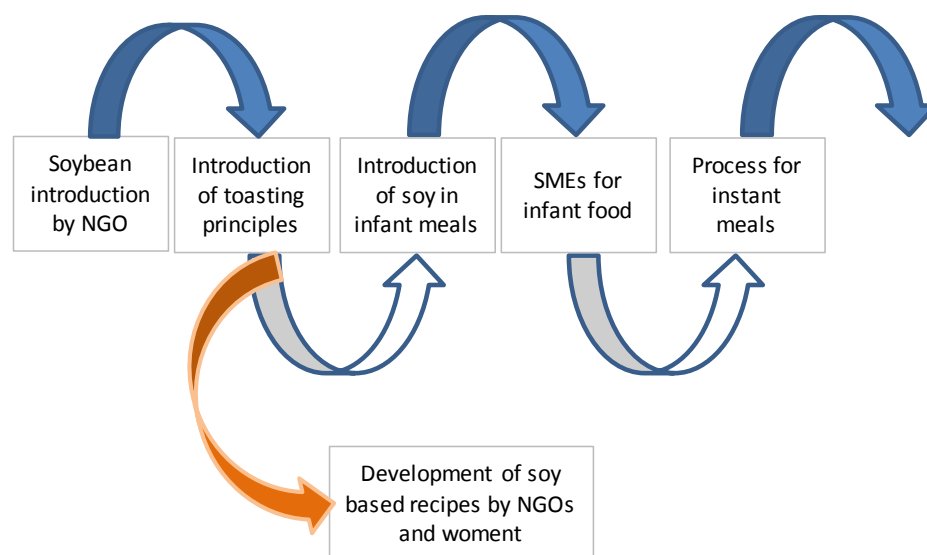 Soybean
introduction
by NGO
Introduction
of toasting
principles
Introduction
of soy in
infant meals
SMEs for
infant food
Process for
instant
meals
Development of soy
based recipes by NGOs
and woment